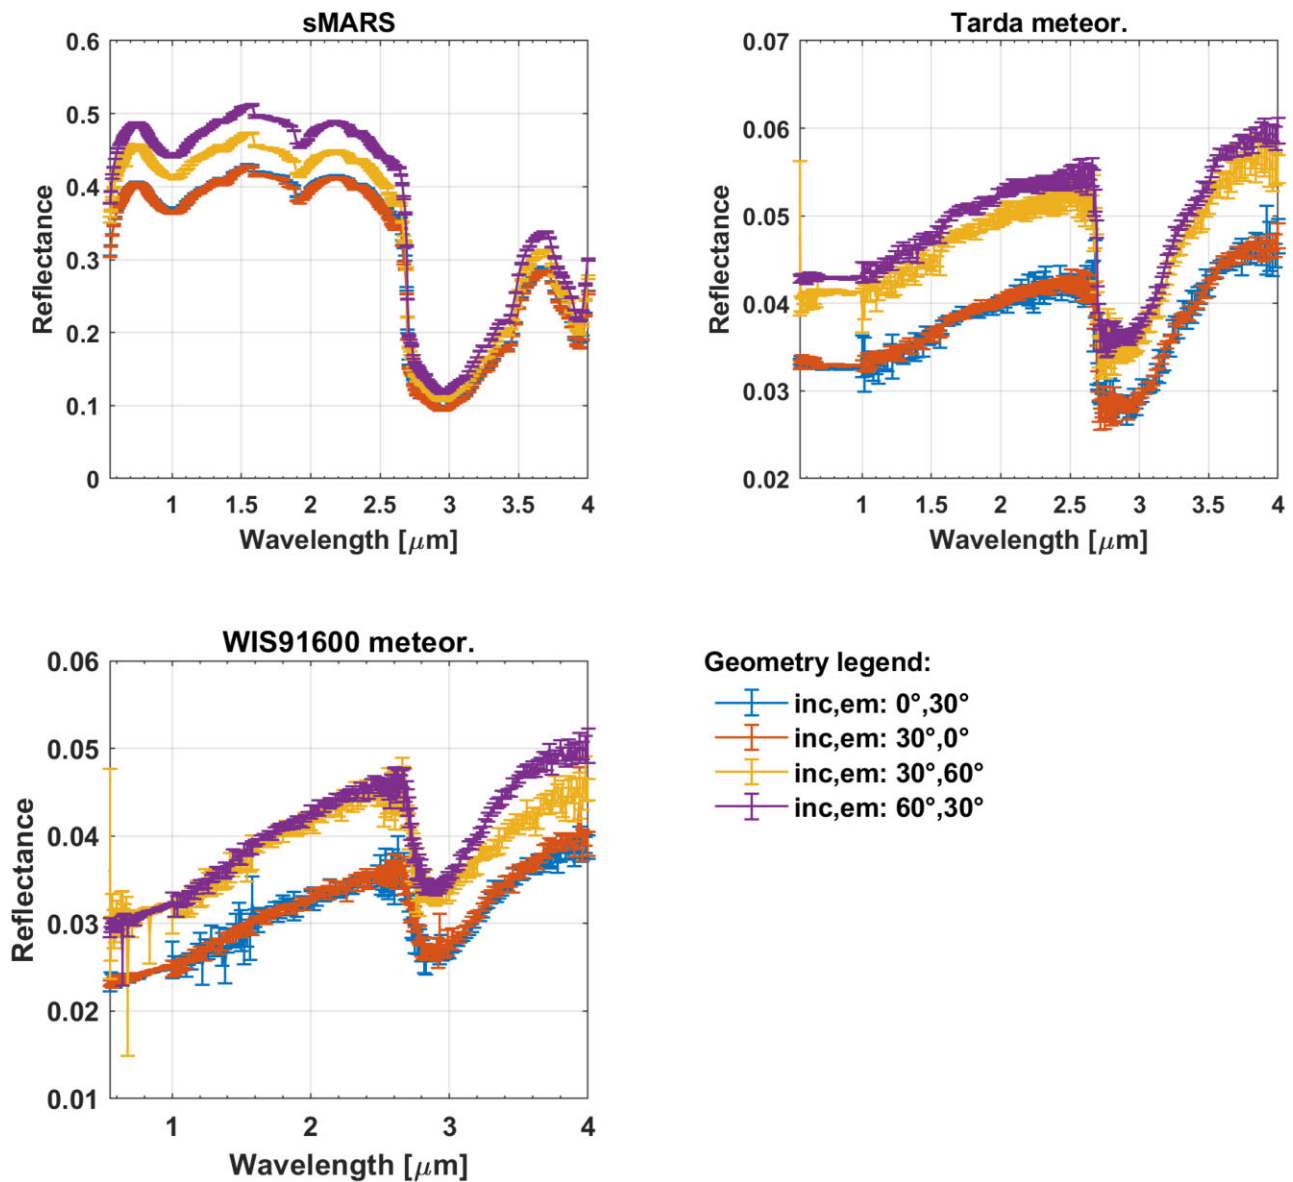 sMARS
0.6
0.5
0.4
0.3
0.2
0.1
0
Reflectance
1 1.5 2 2.5 3 3.5 4
Wavelength [μm]
Tarda meteor.
0.07
0.06
0.05
0.04
0.03
0.02
Reflectance
1 1.5 2 2.5 3 3.5 4
Wavelength [μm]
WIS91600 meteor.
0.06
0.05
0.04
0.03
0.02
0.01
Reflectance
1 2 3 4
Wavelength [μm]
Geometry legend:
inc,em: 0°,30°
inc,em: 30°,0°
inc,em: 30°,60°
inc,em: 60°,30°